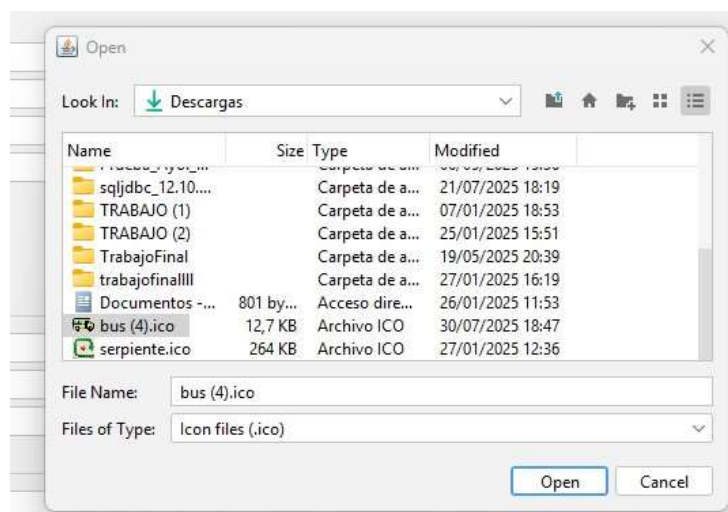 Open
Look In: Descargas
Name Size Type Modified
sqljdbc_12.10.... Carpeta de a... 21/07/2025 18:19
TRABAJO (1) Carpeta de a... 07/01/2025 18:53
TRABAJO (2) Carpeta de a... 25/01/2025 15:51
TrabajoFinal Carpeta de a... 19/05/2025 20:39
trabajofinallll Carpeta de a... 27/01/2025 16:19
Documentos -... 801 by... Acceso dire... 26/01/2025 11:53
bus (4).ico 12,7 KB Archivo ICO 30/07/2025 18:47
serpiente.ico 264 KB Archivo ICO 27/01/2025 12:36
File Name: bus (4).ico
Files of Type: Icon files (.ico)
Open Cancel